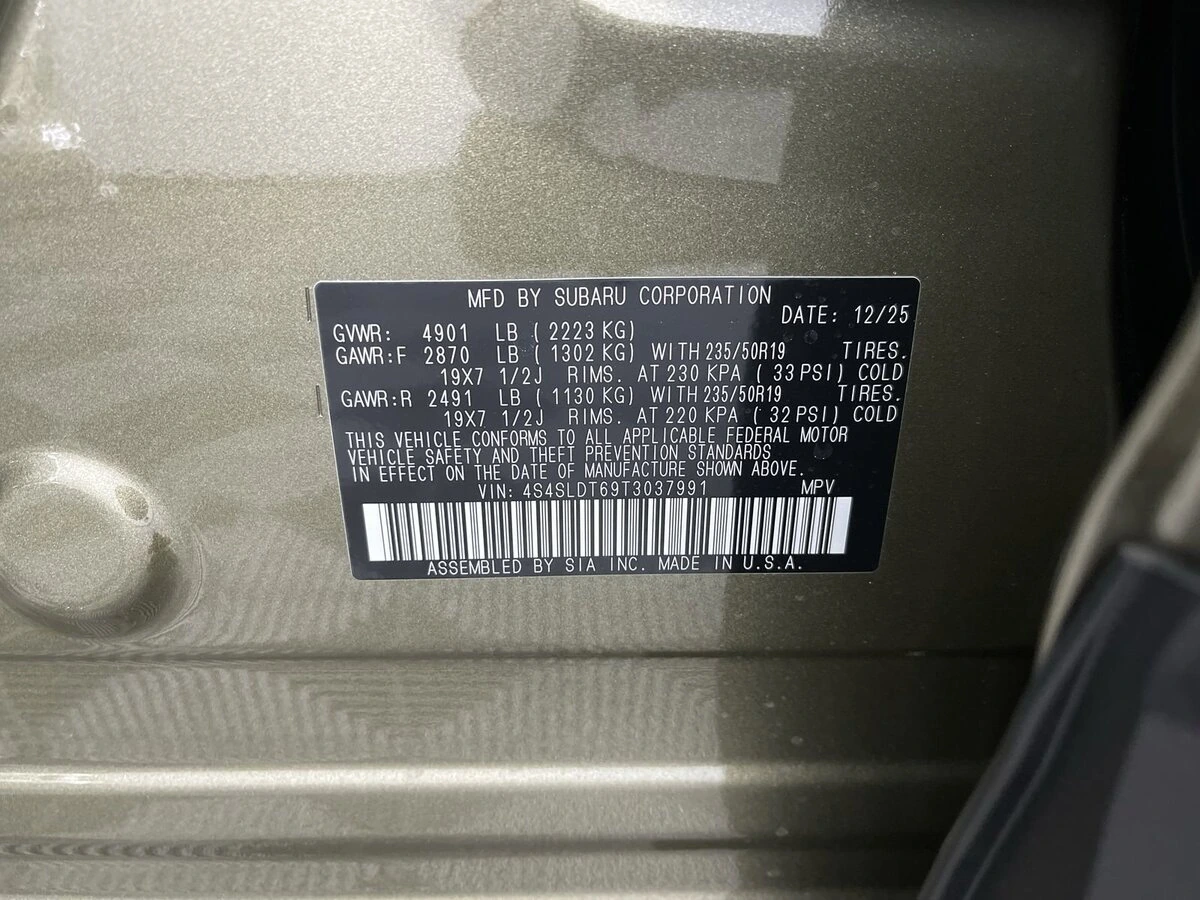 MFD BY SUBARU CORPORATION
DATE: 12/25
GVWR: 4901 LB ( 2223 KG)
GAWR:F 2870 LB ( 1302 KG) WITH 235/50R19 TIRES.
19X7 1/2J RIMS. AT 230 KPA ( 33 PSI) COLD
GAWR:R 2491 LB ( 1130 KG) WITH 235/50R19 TIRES.
19X7 1/2J RIMS. AT 220 KPA ( 32 PSI) COLD
THIS VEHICLE CONFORMS TO ALL APPLICABLE FEDERAL MOTOR
VEHICLE SAFETY AND THEFT PREVENTION STANDARDS
IN EFFECT ON THE DATE OF MANUFACTURE SHOWN ABOVE.
VIN: 4S4SLDT69T3037991 MPV
ASSEMBLED BY SIA INC. MADE IN U.S.A.